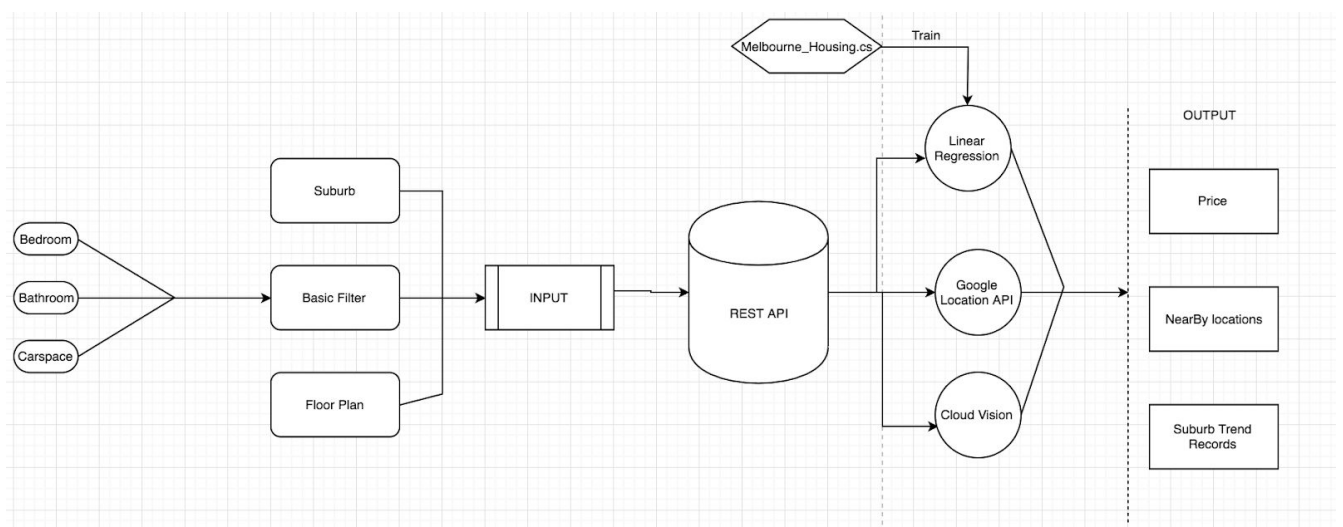 Melbourne_Housing.cs
Train
OUTPUT
Linear
Regression
Suburb
Price
Bedroom
Bathroom
Basic Filter
INPUT
REST API
Google
Location API
NearBy locations
Carspace
Floor Plan
Cloud Vision
Suburb Trend
Records